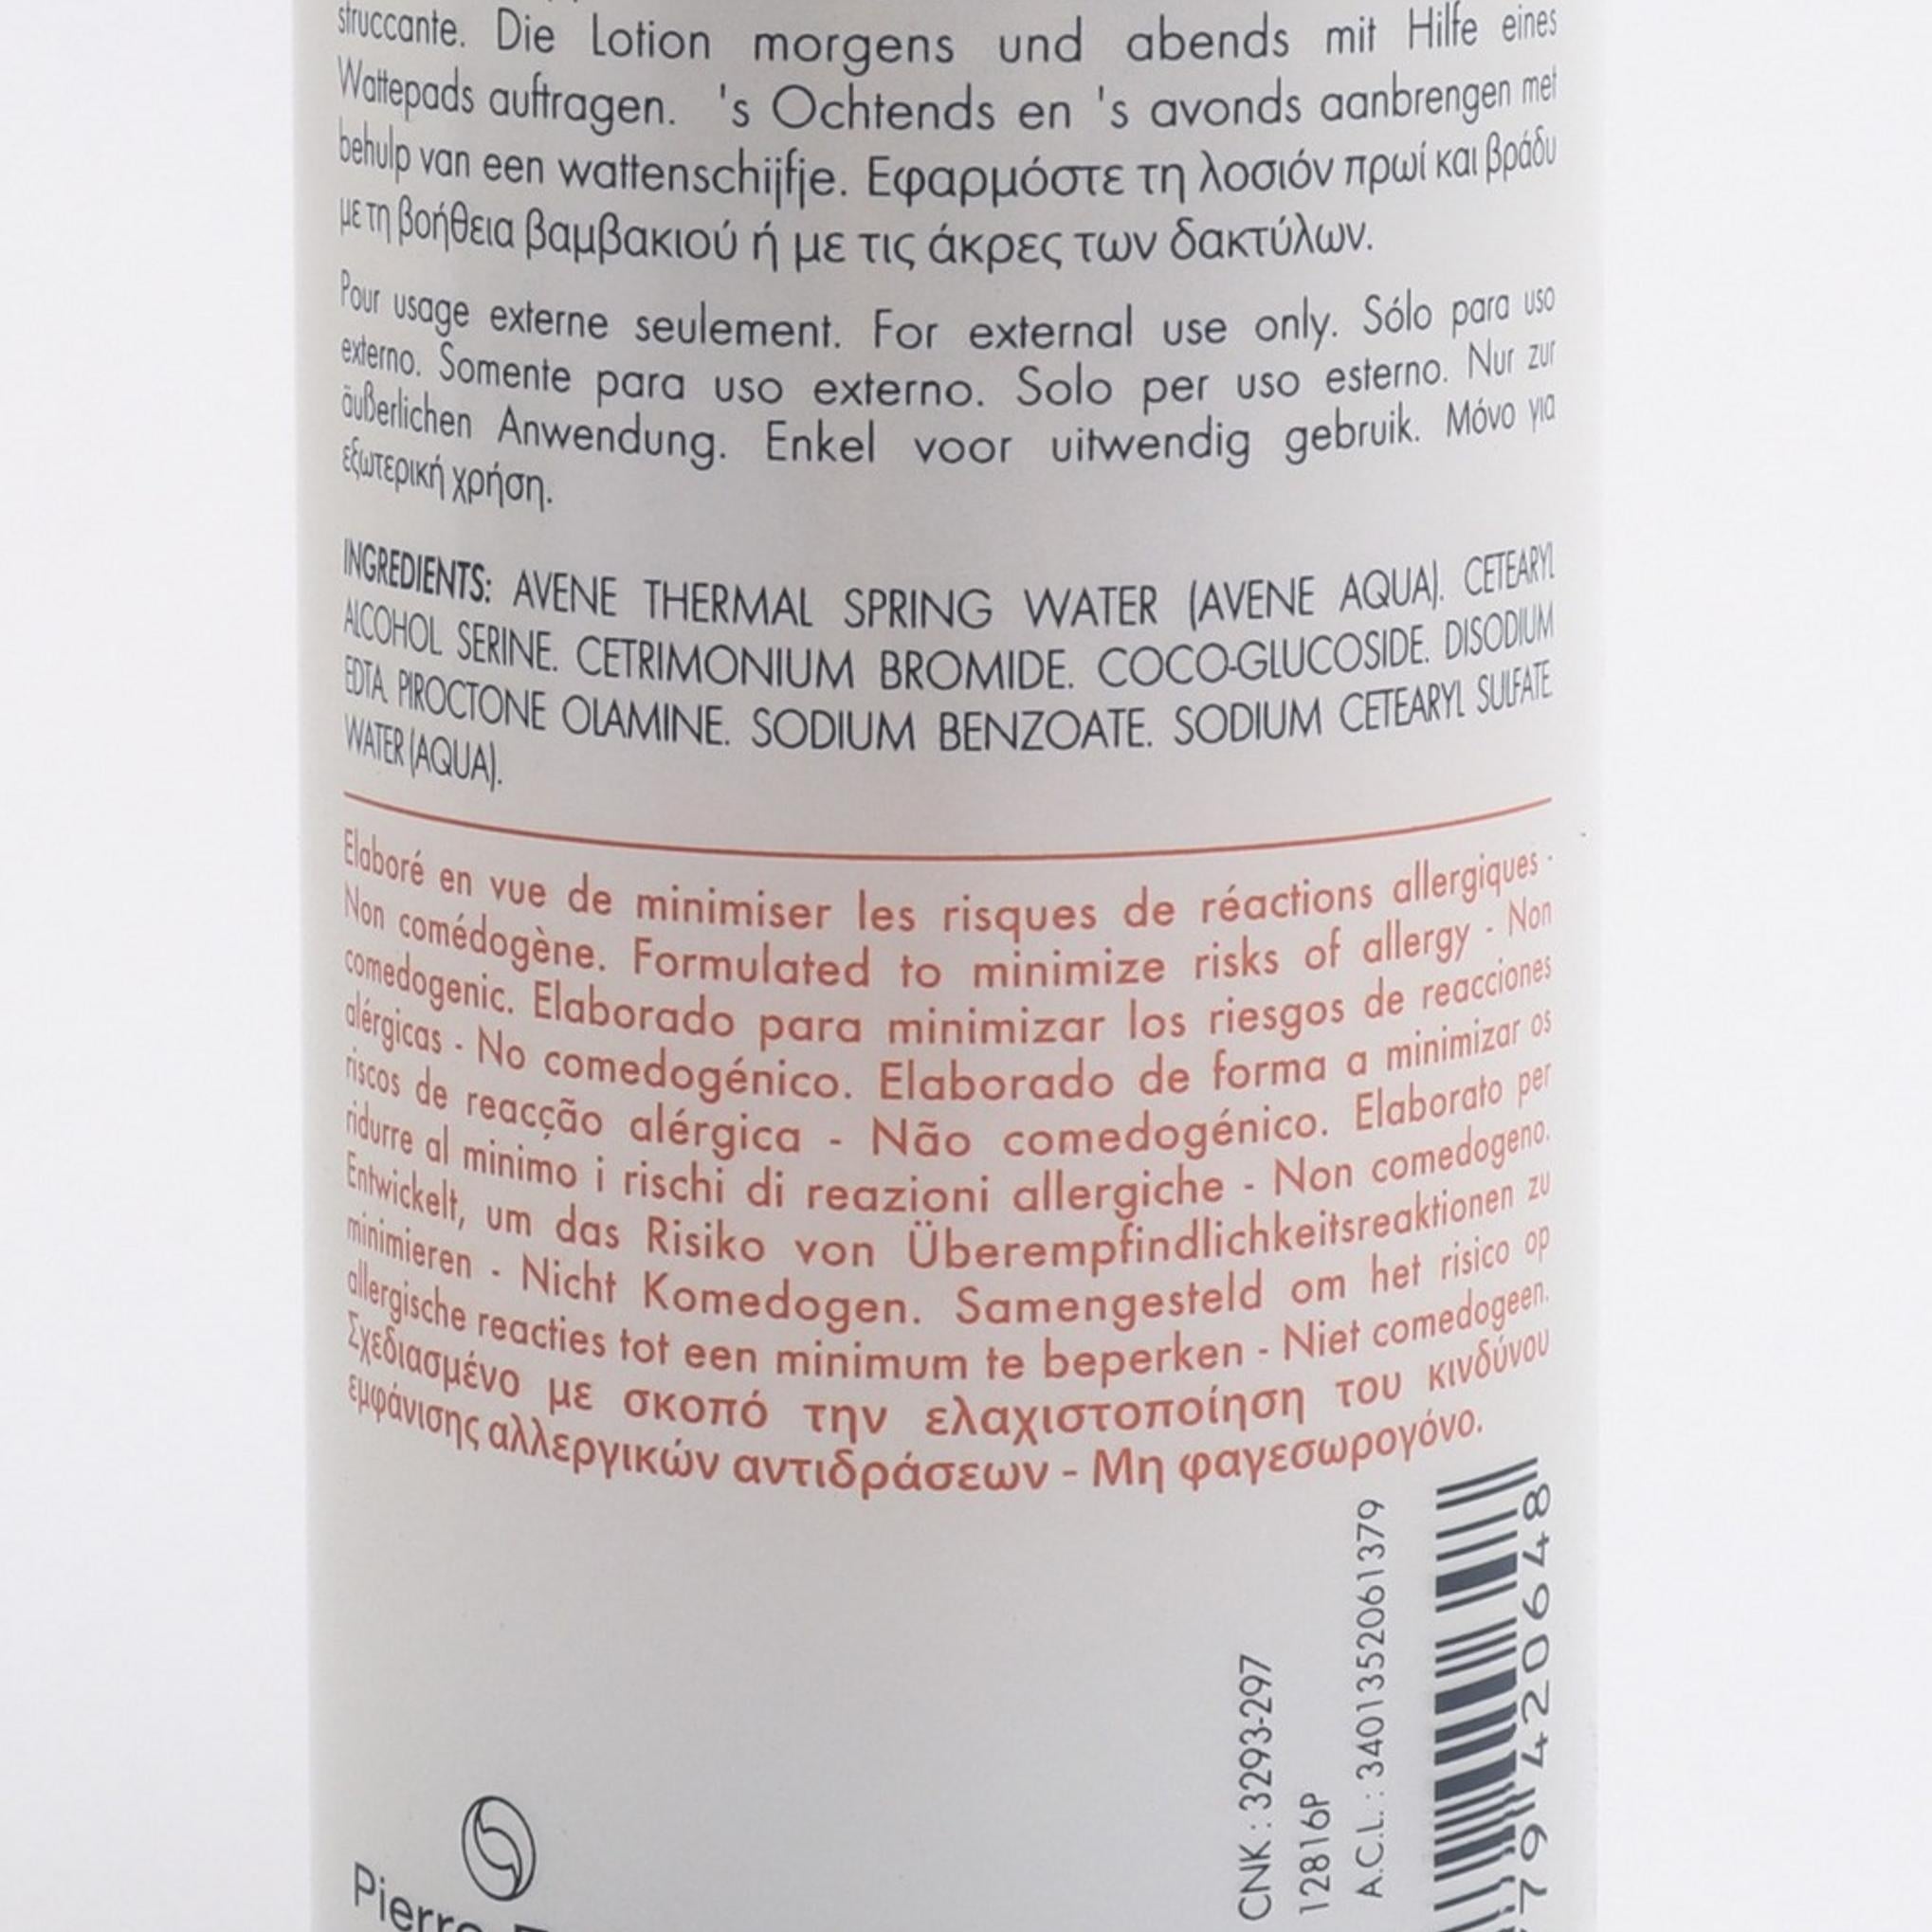 struccante. Die Lotion morgens und abends mit Hilfe eines
Wattepads auftragen. 's Ochtends en 's avonds aanbrengen met
behulp van een wattenschijfje. Εφαρμόστε τη λοσιόν πρωί και βράδυ
με τη βοήθεια βαμβακιού ή με τις άκρες των δακτύλων.
Pour usage externe seulement. For external use only. Sólo para uso
externo. Somente para uso externo. Solo per uso esterno. Nur zur
äußerlichen Anwendung. Enkel voor uitwendig gebruik. Μόνο για
εξωτερική χρήση.
INGREDIENTS: AVENE THERMAL SPRING WATER (AVENE AQUA). CETEARYL
ALCOHOL SERINE. CETRIMONIUM BROMIDE. COCO-GLUCOSIDE. DISODIUM
EDTA. PIROCTONE OLAMINE. SODIUM BENZOATE. SODIUM CETEARYL SULFATE
WATER (AQUA).
Elaboré en vue de minimiser les risques de réactions allergiques -
Non comédogène. Formulated to minimize risks of allergy - Non
comedogenic. Elaborado para minimizar los riesgos de reacciones
alérgicas - No comedogénico. Elaborado de forma a minimizar os
riscos de reacção alérgica - Não comedogénico. Elaborato per
ridurre al minimo i rischi di reazioni allergiche - Non comedogeno.
Entwickelt, um das Risiko von Überempfindlichkeitsreaktionen zu
minimieren - Nicht Komedogen. Samengesteld om het risico op
allergische reacties tot een minimum te beperken - Niet comedogeen.
Σχεδιασμένο με σκοπό την ελαχιστοποίηση του κινδύνου
εμφάνισης αλλεργικών αντιδράσεων - Μη φαγεσωρογόνο.
CNK : 3293-297
12816P
A.C.L. : 3401352061379
79 420648
Pierre